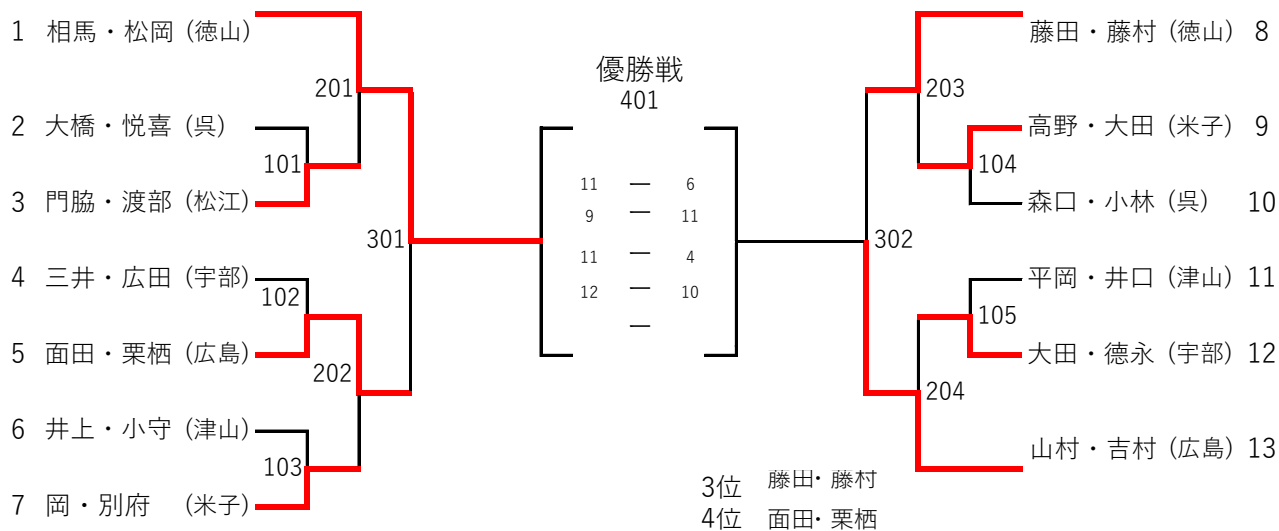 1 相馬・松岡 (徳山)
201
2 大橋・悦喜 (呉)
101
3 門脇・渡部 (松江)
301
4 三井・広田 (宇部)
102
5 面田・栗栖 (広島)
202
6 井上・小守 (津山)
103
7 岡・別府 (米子)
優勝戦
401
11 — 6
9 — 11
11 — 4
12 — 10
—
藤田・藤村 (徳山) 8
203
高野・大田 (米子) 9
104
森口・小林 (呉) 10
302
平岡・井口 (津山) 11
105
大田・德永 (宇部) 12
204
山村・吉村 (広島) 13
3位 藤田・藤村
4位 面田・栗栖